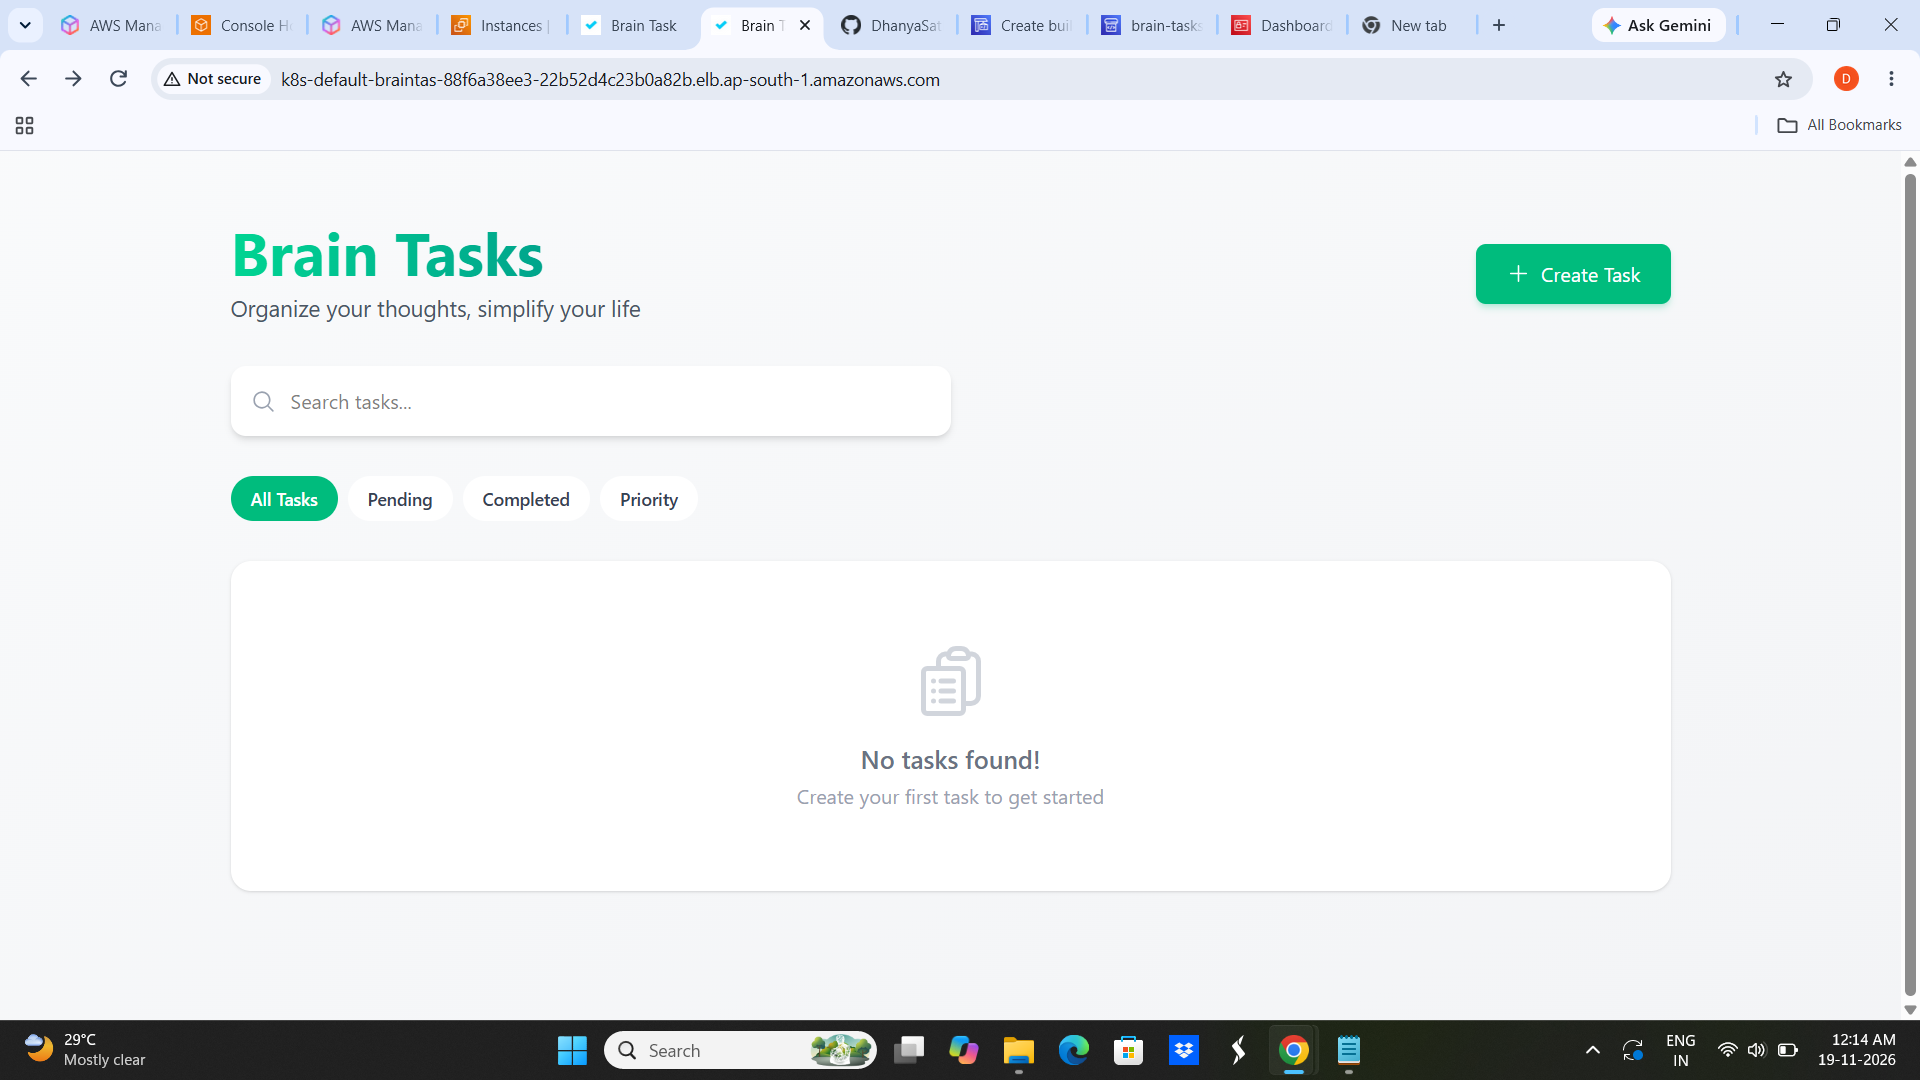 AWS Mana
Console Ho
AWS Mana
Instances |
Brain Task
Brain T
DhanyaSat
Create buil
brain-tasks
Dashboard
New tab
Ask Gemini
Not secure
k8s-default-braintas-88f6a38ee3-22b52d4c23b0a82b.elb.ap-south-1.amazonaws.com
D
All Bookmarks
Brain Tasks
Organize your thoughts, simplify your life
Create Task
Search tasks...
All Tasks
Pending
Completed
Priority
No tasks found!
Create your first task to get started
29°C
Mostly clear
Search
ENG
IN
12:14 AM
19-11-2026